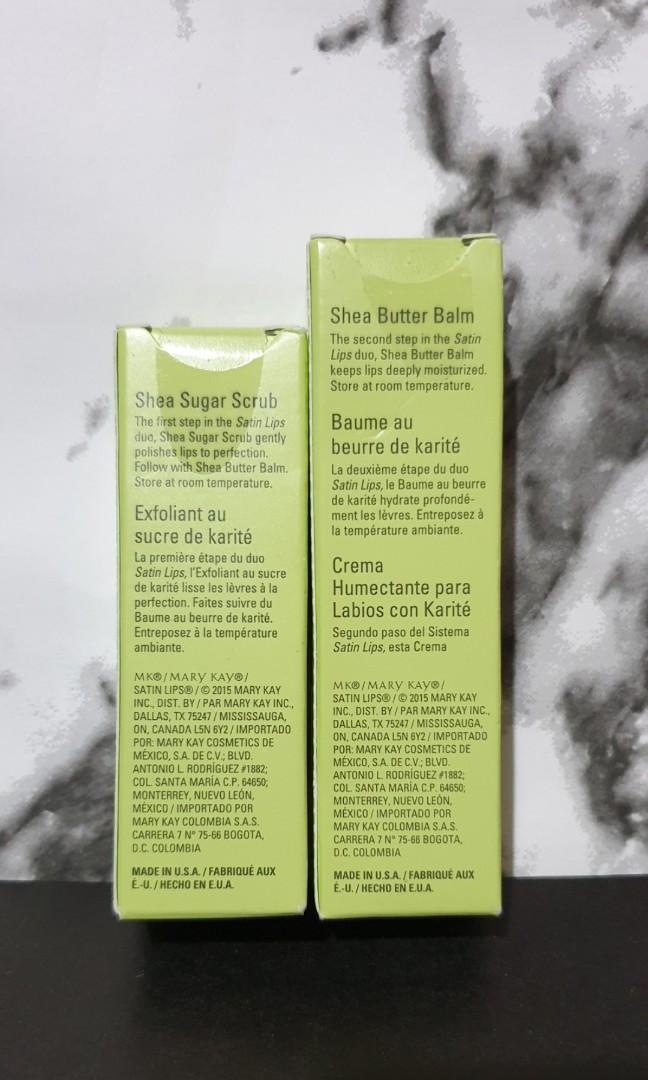 Shea Sugar Scrub
The first step in the Satin Lips
duo, Shea Sugar Scrub gently
polishes lips to perfection.
Follow with Shea Butter Balm.
Store at room temperature.
Exfoliant au
sucre de karité
La première étape du duo
Satin Lips, l'Exfoliant au sucre
de karité lisse les lèvres à la
perfection. Faites suivre du
Baume au beurre de karité.
Entreposez à la température
ambiante.
MK®/MARY KAY®/
SATIN LIPS® / © 2015 MARY KAY
INC., DIST. BY / PAR MARY KAY INC.,
DALLAS, TX 75247 / MISSISSAUGA,
ON, CANADA L5N 6Y2 / IMPORTADO
POR: MARY KAY COSMETICS DE
MÉXICO, S.A. DE C.V.; BLVD.
ANTONIO L. RODRÍGUEZ #1882;
COL. SANTA MARÍA C.P. 64650;
MONTERREY, NUEVO LEÓN,
MÉXICO / IMPORTADO POR
MARY KAY COLOMBIA S.A.S.
CARRERA 7 N° 75-66 BOGOTA,
D.C. COLOMBIA
MADE IN U.S.A. / FABRIQUÉ AUX
É.-U. / HECHO EN E.U.A.
Shea Butter Balm
The second step in the Satin
Lips duo, Shea Butter Balm
keeps lips deeply moisturized.
Store at room temperature.
Baume au
beurre de karité
La deuxième étape du duo
Satin Lips, le Baume au beurre
de karité hydrate profondé-
ment les lèvres. Entreposez à
la température ambiante.
Crema
Humectante para
Labios con Karité
Segundo paso del Sistema
Satin Lips, esta Crema
MK®/MARY KAY®/
SATIN LIPS® / © 2015 MARY KAY
INC., DIST. BY / PAR MARY KAY INC.,
DALLAS, TX 75247 / MISSISSAUGA,
ON, CANADA L5N 6Y2 / IMPORTADO
POR: MARY KAY COSMETICS DE
MÉXICO, S.A. DE C.V.; BLVD.
ANTONIO L. RODRÍGUEZ #1882;
COL. SANTA MARÍA C.P. 64650;
MONTERREY, NUEVO LEÓN,
MÉXICO / IMPORTADO POR
MARY KAY COLOMBIA S.A.S.
CARRERA 7 N° 75-66 BOGOTA,
D.C. COLOMBIA
MADE IN U.S.A. / FABRIQUÉ AUX
É.-U. / HECHO EN E.U.A.